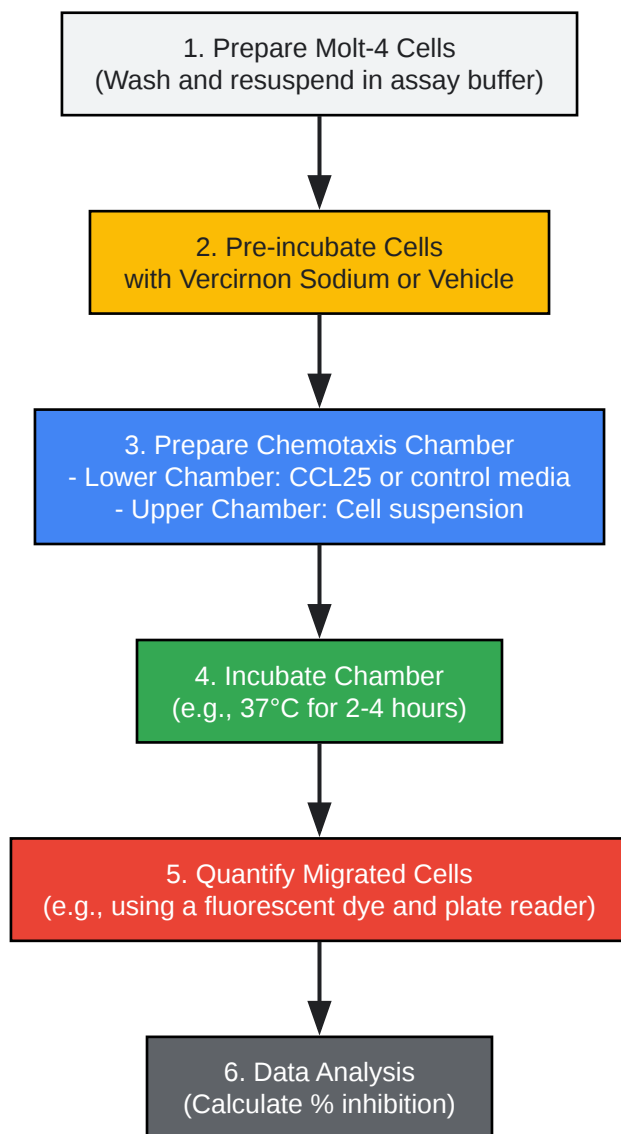 1. Prepare Molt-4 Cells
(Wash and resuspend in assay buffer)
2. Pre-incubate Cells
with Vercirnon Sodium or Vehicle
3. Prepare Chemotaxis Chamber
- Lower Chamber: CCL25 or control media
- Upper Chamber: Cell suspension
4. Incubate Chamber
(e.g., 37°C for 2-4 hours)
5. Quantify Migrated Cells
(e.g., using a fluorescent dye and plate reader)
6. Data Analysis
(Calculate % inhibition)